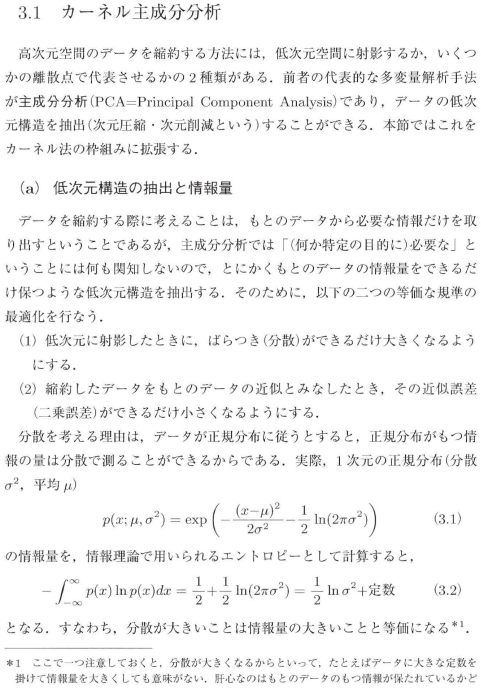 3.1 カーネル主成分分析
高次元空間のデータを縮約する方法には，低次元空間に射影するか，いくつ
かの離散点で代表させるかの2種類がある．前者の代表的な多変量解析手法
が主成分分析(PCA=Principal Component Analysis)であり，データの低次
元構造を抽出(次元圧縮・次元削減という)することができる．本節ではこれを
カーネル法の枠組みに拡張する．
(a) 低次元構造の抽出と情報量
データを縮約する際に考えることは，もとのデータから必要な情報だけを取
り出すということであるが，主成分分析では「(何か特定の目的に)必要な」と
いうことには何も関知しないので，とにかくもとのデータの情報量をできるだ
け保つような低次元構造を抽出する．そのために，以下の二つの等価な規準の
最適化を行なう．
(1) 低次元に射影したときに，ばらつき(分散)ができるだけ大きくなるよう
にする．
(2) 縮約したデータをもとのデータの近似とみなしたとき，その近似誤差
(二乗誤差)ができるだけ小さくなるようにする．
分散を考える理由は，データが正規分布に従うとすると，正規分布がもつ情
報の量は分散で測ることができるからである．実際，1次元の正規分布(分散
σ²，平均 μ)
p(x; μ, σ²) = exp(−(x−μ)²/2σ² − 1/2 ln(2πσ²)) (3.1)
の情報量を，情報理論で用いられるエントロピーとして計算すると，
−∫_{−∞}^{∞} p(x) ln p(x)dx = 1/2 + 1/2 ln(2πσ²) = 1/2 ln σ²+定数 (3.2)
となる．すなわち，分散が大きいことは情報量の大きいことと等価になる*1．
*1 ここで一つ注意しておくと，分散が大きくなるからといって，たとえばデータに大きな定数を
掛けて情報量を大きくしても意味がない．肝心なのはもとのデータのもつ情報が保たれているかど